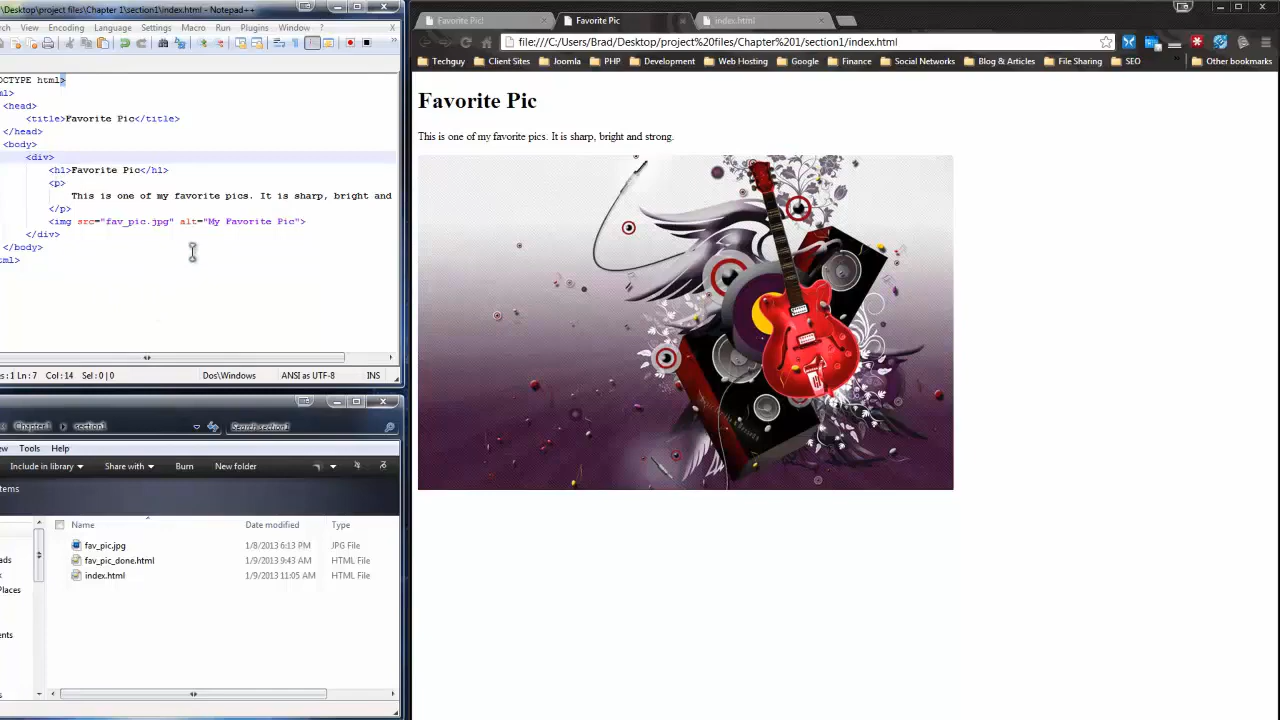 \Desktop\project files\Chapter 1\section1\index.html - Notepad++
rch View Encoding Language Settings Macro Run Plugins Window ?
OCTYPE html>
ml>
<head>
<title>Favorite Pic</title>
</head>
<body>
<div>
<h1>Favorite Pic</h1>
<p>
This is one of my favorite pics. It is sharp, bright and
</p>
<img src="fav_pic.jpg" alt="My Favorite Pic">
</div>
</body>
tml>
s:1 Ln:7 Col:14 Sel:0|0 Dos\Windows ANSI as UTF-8 INS
Chapter1 section1 Search section1
ew Tools Help
Include in library Share with Burn New folder
items
Name Date modified Type
fav_pic.jpg 1/8/2013 6:13 PM JPG File
fav_pic_done.html 1/9/2013 9:43 AM HTML File
index.html 1/9/2013 11:05 AM HTML File
ads
Places
ents
Favorite Pic! Favorite Pic index.html
file:///C:/Users/Brad/Desktop/project%20files/Chapter%201/section1/index.html
Techguy Client Sites Joomla PHP Development Web Hosting Google Finance Social Networks Blog & Articles File Sharing SEO » Other bookmarks
Favorite Pic
This is one of my favorite pics. It is sharp, bright and strong.